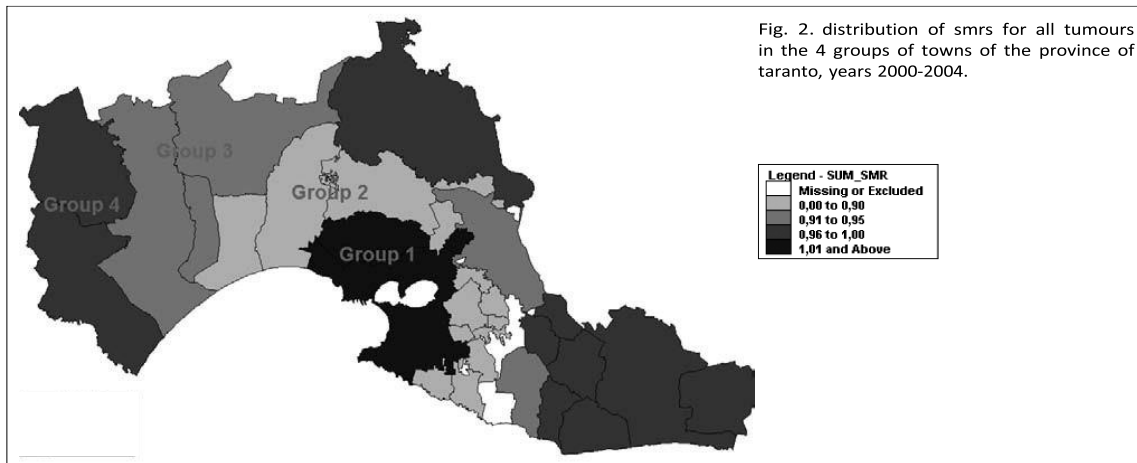 Fig. 2. distribution of smrs for all tumours
in the 4 groups of towns of the province of
taranto, years 2000-2004.
Group 3
Group 2
Group 4
Group 1
Legend - SUM_SMR
Missing or Excluded
0,00 to 0,90
0,91 to 0,95
0,96 to 1,00
1,01 and Above